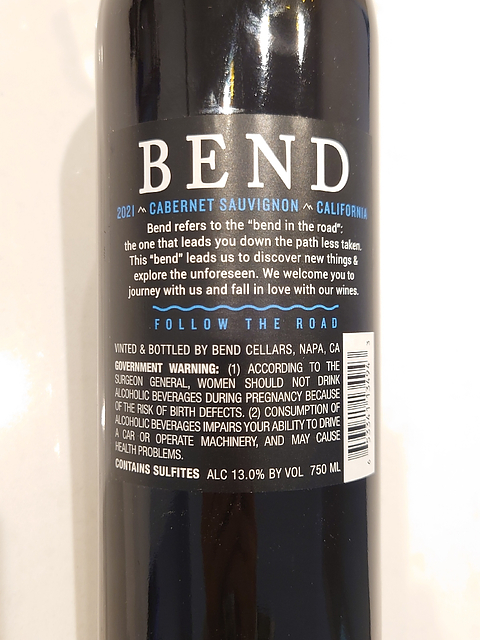 BEND
2021 CABERNET SAUVIGNON CALIFORNIA
Bend refers to the "bend in the road":
the one that leads you down the path less taken.
This "bend" leads us to discover new things &
explore the unforeseen. We welcome you to
journey with us and fall in love with our wines.
FOLLOW THE ROAD
VINTED & BOTTLED BY BEND CELLARS, NAPA, CA
GOVERNMENT WARNING: (1) ACCORDING TO THE
SURGEON GENERAL, WOMEN SHOULD NOT DRINK
ALCOHOLIC BEVERAGES DURING PREGNANCY BECAUSE
OF THE RISK OF BIRTH DEFECTS. (2) CONSUMPTION OF
ALCOHOLIC BEVERAGES IMPAIRS YOUR ABILITY TO DRIVE
A CAR OR OPERATE MACHINERY, AND MAY CAUSE
HEALTH PROBLEMS.
CONTAINS SULFITES ALC 13.0% BY VOL 750 ML